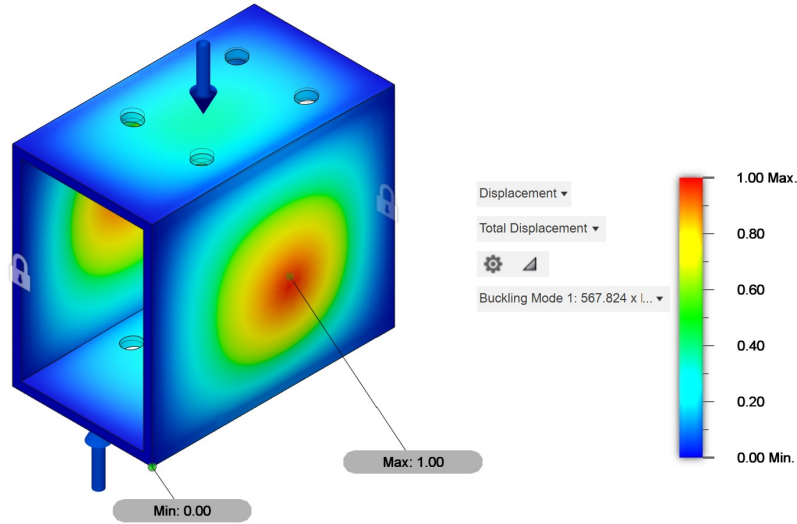 Displacement
Total Displacement
Buckling Mode 1: 567.824 x l...
1.00 Max.
0.80
0.60
0.40
0.20
0.00 Min.
Max: 1.00
Min: 0.00